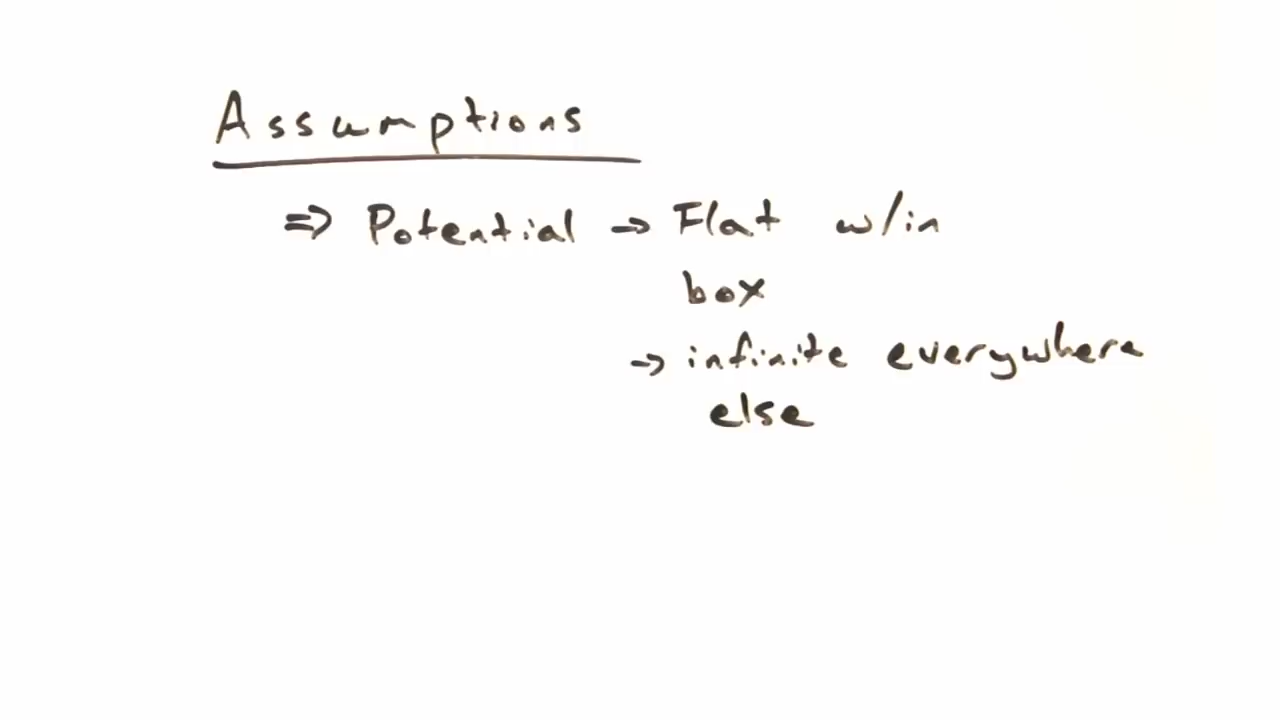 Assumptions
⇒ Potential → Flat w/in
box
→ infinite everywhere
else